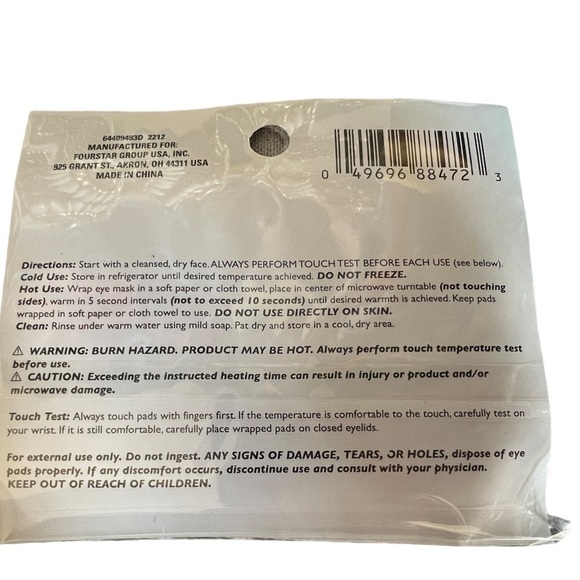 64409483D 2212
MANUFACTURED FOR:
FOURSTAR GROUP USA, INC.
925 GRANT ST., AKRON, OH 44311 USA
MADE IN CHINA
0 49696 88472 3
Directions: Start with a cleansed, dry face. ALWAYS PERFORM TOUCH TEST BEFORE EACH USE (see below).
Cold Use: Store in refrigerator until desired temperature achieved. DO NOT FREEZE.
Hot Use: Wrap eye mask in a soft paper or cloth towel, place in center of microwave turntable (not touching
sides), warm in 5 second intervals (not to exceed 10 seconds) until desired warmth is achieved. Keep pads
wrapped in soft paper or cloth towel to use. DO NOT USE DIRECTLY ON SKIN.
Clean: Rinse under warm water using mild soap. Pat dry and store in a cool, dry area.
⚠ WARNING: BURN HAZARD. PRODUCT MAY BE HOT. Always perform touch temperature test
before use.
⚠ CAUTION: Exceeding the instructed heating time can result in injury or product and/or
microwave damage.
Touch Test: Always touch pads with fingers first. If the temperature is comfortable to the touch, carefully test on
your wrist. If it is still comfortable, carefully place wrapped pads on closed eyelids.
For external use only. Do not ingest. ANY SIGNS OF DAMAGE, TEARS, OR HOLES, dispose of eye
pads properly. If any discomfort occurs, discontinue use and consult with your physician.
KEEP OUT OF REACH OF CHILDREN.